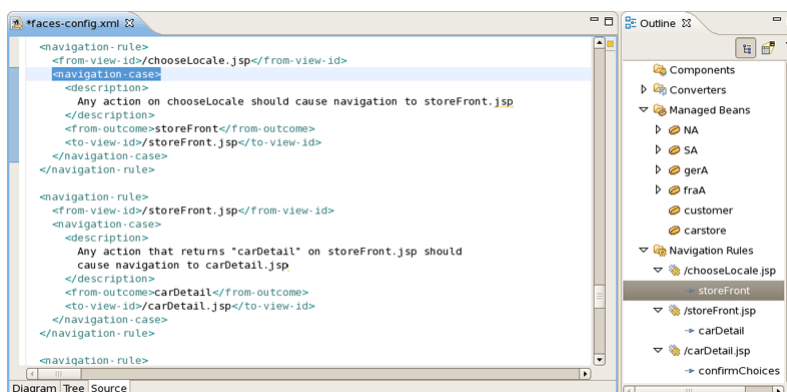 *faces-config.xml
<navigation-rule>
<from-view-id>/chooseLocale.jsp</from-view-id>
<navigation-case>
<description>
Any action on chooseLocale should cause navigation to storeFront.jsp
</description>
<from-outcome>storeFront</from-outcome>
<to-view-id>/storeFront.jsp</to-view-id>
</navigation-case>
</navigation-rule>
<navigation-rule>
<from-view-id>/storeFront.jsp</from-view-id>
<navigation-case>
<description>
Any action that returns "carDetail" on storeFront.jsp should
cause navigation to carDetail.jsp
</description>
<from-outcome>carDetail</from-outcome>
<to-view-id>/carDetail.jsp</to-view-id>
</navigation-case>
</navigation-rule>
<navigation-rule>
Diagram Tree Source
Outline
Components
Converters
Managed Beans
NA
SA
gerA
fraA
customer
carstore
Navigation Rules
/chooseLocale.jsp
storeFront
/storeFront.jsp
carDetail
/carDetail.jsp
confirmChoices